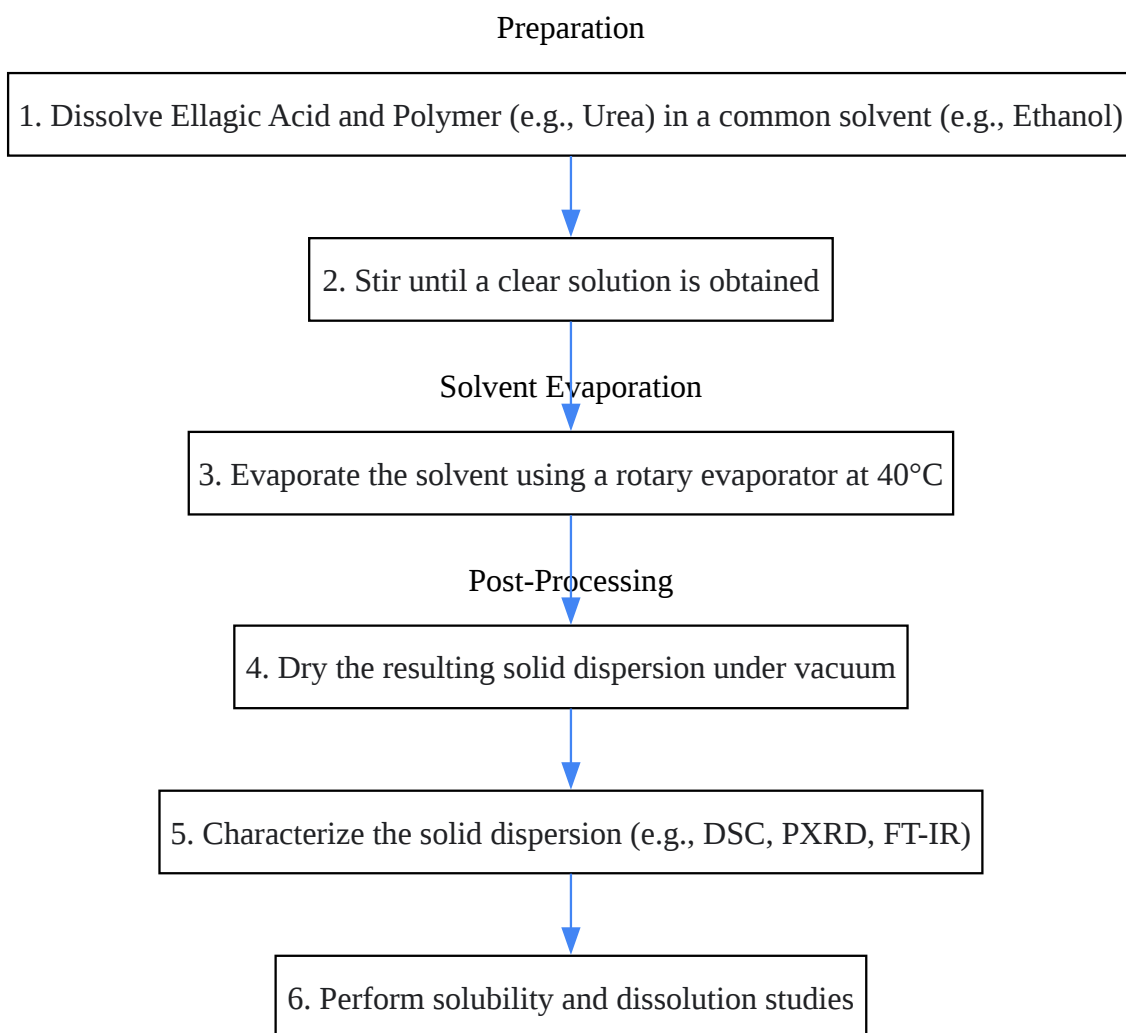 Preparation
1. Dissolve Ellagic Acid and Polymer (e.g., Urea) in a common solvent (e.g., Ethanol)
2. Stir until a clear solution is obtained
Solvent Evaporation
3. Evaporate the solvent using a rotary evaporator at 40°C
Post-Processing
4. Dry the resulting solid dispersion under vacuum
5. Characterize the solid dispersion (e.g., DSC, PXRD, FT-IR)
6. Perform solubility and dissolution studies